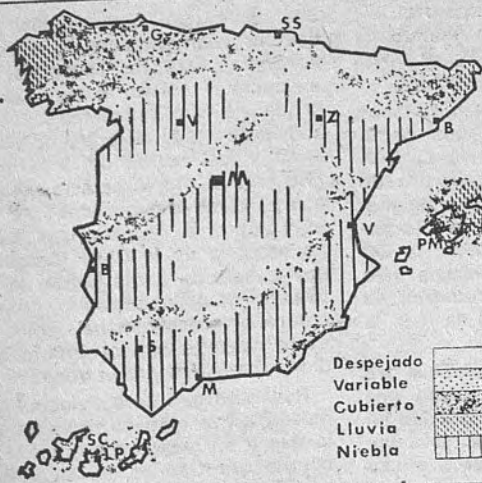 C
G
SS
V
Z
B
M
V
PM
B
S
M
SC
LP
Despejado
Variable
Cubierto
Lluvia
Niebla